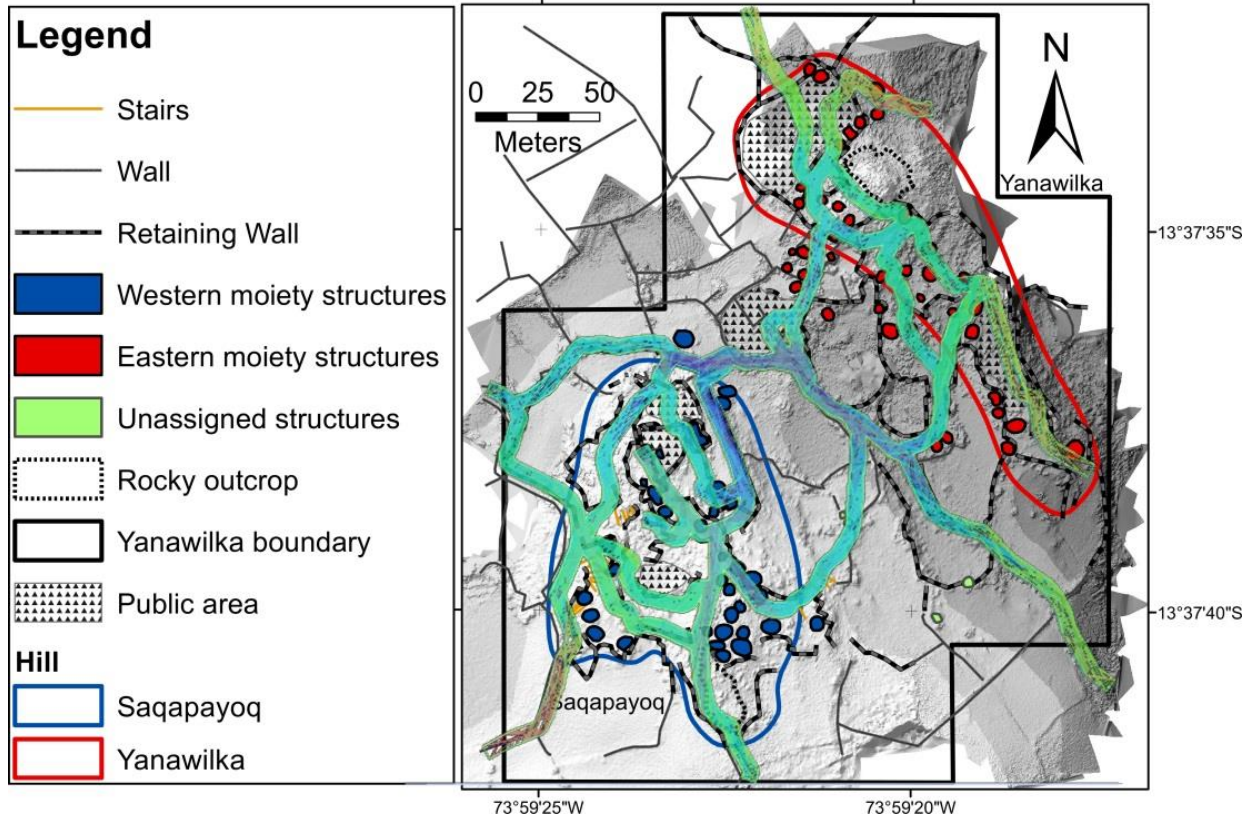 Legend
Stairs
Wall
Retaining Wall
Western moiety structures
Eastern moiety structures
Unassigned structures
Rocky outcrop
Yanawilka boundary
Public area
Hill
Saqapayoq
Yanawilka
0 25 50
Meters
N
Yanawilka
13°37'35"S
13°37'40"S
Saqapayoq
73°59'25"W
73°59'20"W